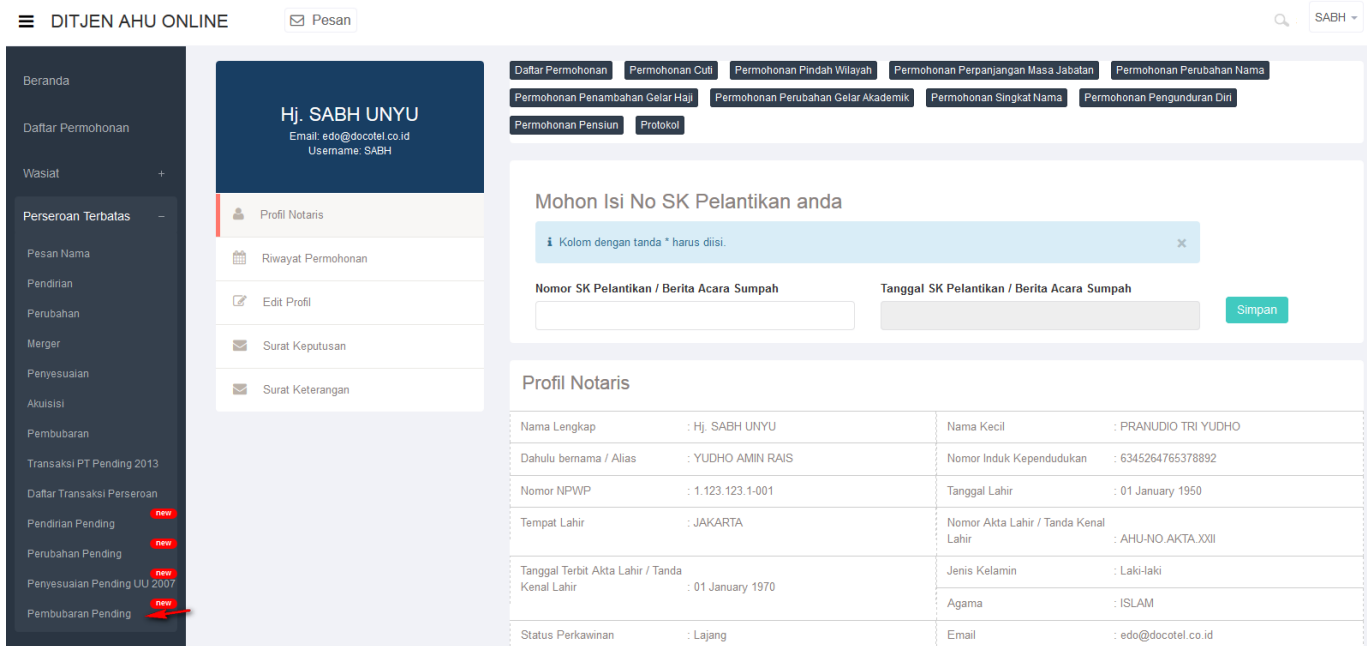 DITJEN AHU ONLINE
Pesan
SABH
Beranda
Daftar Permohonan
Wasiat +
Perseroan Terbatas –
Pesan Nama
Pendirian
Perubahan
Merger
Penyesuaian
Akuisisi
Pembubaran
Transaksi PT Pending 2013
Daftar Transaksi Perseroan
Pendirian Pending new
Perubahan Pending new
Penyesuaian Pending UU 2007 new
Pembubaran Pending new
Hj. SABH UNYU
Email: edo@docotel.co.id
Username: SABH
Profil Notaris
Riwayat Permohonan
Edit Profil
Surat Keputusan
Surat Keterangan
Daftar Permohonan Permohonan Cuti Permohonan Pindah Wilayah Permohonan Perpanjangan Masa Jabatan Permohonan Perubahan Nama
Permohonan Penambahan Gelar Haji Permohonan Perubahan Gelar Akademik Permohonan Singkat Nama Permohonan Pengunduran Diri
Permohonan Pensiun Protokol
Mohon Isi No SK Pelantikan anda
i Kolom dengan tanda * harus diisi. ×
Nomor SK Pelantikan / Berita Acara Sumpah Tanggal SK Pelantikan / Berita Acara Sumpah
Simpan
Profil Notaris
Nama Lengkap : Hj. SABH UNYU Nama Kecil : PRANUDIO TRI YUDHO
Dahulu bernama / Alias : YUDHO AMIN RAIS Nomor Induk Kependudukan : 6345264765378892
Nomor NPWP : 1.123.123.1-001 Tanggal Lahir : 01 January 1950
Tempat Lahir : JAKARTA Nomor Akta Lahir / Tanda Kenal
Lahir : AHU-NO.AKTA.XXII
Tanggal Terbit Akta Lahir / Tanda
Kenal Lahir : 01 January 1970
Jenis Kelamin : Laki-laki
Agama : ISLAM
Status Perkawinan : Lajang Email : edo@docotel.co.id